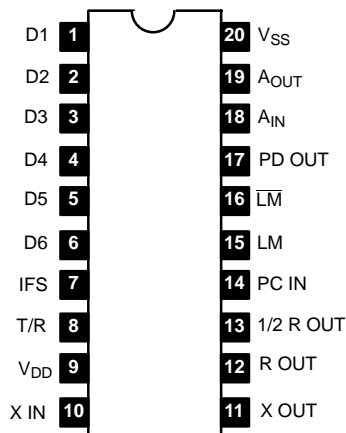 D1 1 20 VSS
D2 2 19 AOUT
D3 3 18 AIN
D4 4 17 PD OUT
D5 5 16 L̅M̅
D6 6 15 LM
IFS 7 14 PC IN
T/R 8 13 1/2 R OUT
VDD 9 12 R OUT
X IN 10 11 X OUT